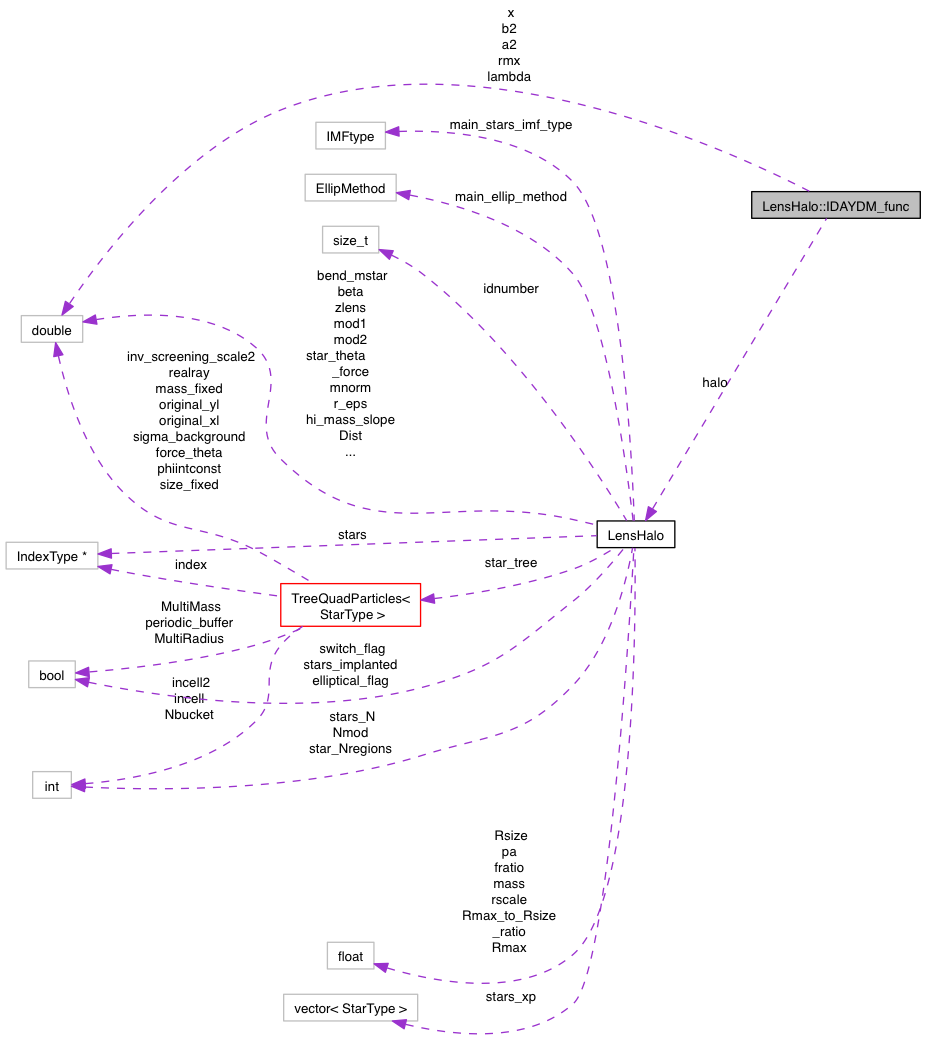 x
b2
a2
rmx
lambda
main_stars_imf_type
IMFtype
EllipMethod
main_ellip_method
LensHalo::IDAYDM_func
size_t
idnumber
bend_mstar
beta
zlens
mod1
mod2
star_theta
_force
mnorm
r_eps
hi_mass_slope
Dist
...
double
inv_screening_scale2
realray
mass_fixed
original_yl
original_xl
sigma_background
force_theta
phiintconst
size_fixed
halo
LensHalo
stars
IndexType *
index
star_tree
TreeQuadParticles<
StarType >
MultiMass
periodic_buffer
MultiRadius
switch_flag
stars_implanted
elliptical_flag
bool
incell2
incell
Nbucket
stars_N
Nmod
star_Nregions
int
Rsize
pa
fratio
mass
rscale
Rmax_to_Rsize
_ratio
Rmax
float
stars_xp
vector< StarType >